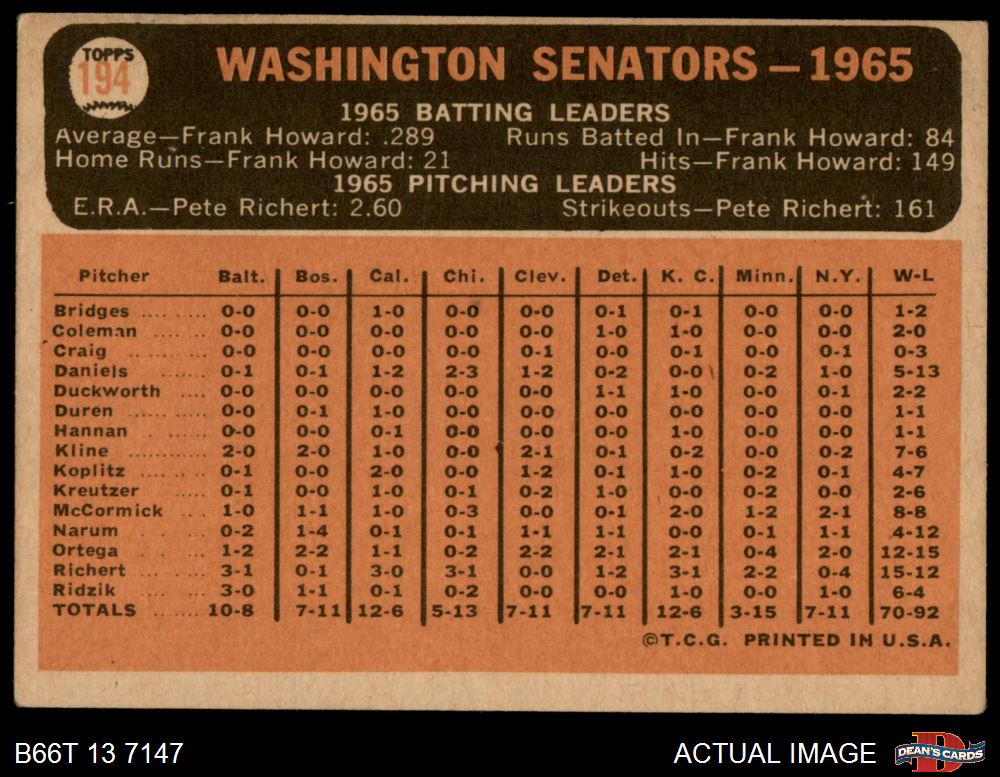 TOPPS
194
WASHINGTON SENATORS – 1965
1965 BATTING LEADERS
Average—Frank Howard: .289 Runs Batted In—Frank Howard: 84
Home Runs—Frank Howard: 21 Hits—Frank Howard: 149
1965 PITCHING LEADERS
E.R.A.—Pete Richert: 2.60 Strikeouts—Pete Richert: 161
Pitcher Balt. Bos. Cal. Chi. Clev. Det. K. C. Minn. N.Y. W-L
Bridges .... ...... 0-0 0-0 1-0 0-0 0-0 0-1 0-1 0-0 0-0 1-2
Coleman .... ..... 0-0 0-0 0-0 0-0 0-0 1-0 1-0 0-0 0-0 2-0
Craig ........ ...... 0-0 0-0 0-0 0-0 0-1 0-0 0-1 0-0 0-1 0-3
Daniels ...... 0-1 0-1 1-2 2-3 1-2 0-2 0-0 0-2 1-0 5-13
Duckworth .... 0-0 0-0 0-0 0-0 0-0 1-1 1-0 0-0 0-1 2-2
Duren .... ...... 0-0 0-1 1-0 0-0 0-0 0-0 0-0 0-0 0-0 1-1
Hannan ...... ..... 0-0 0-0 0-1 0-0 0-0 0-0 1-0 0-0 0-0 1-1
Kline ........ ...... 2-0 2-0 1-0 0-0 2-1 0-1 0-2 0-0 0-2 7-6
Koplitz ...... ..... 0-1 0-0 2-0 0-0 1-2 0-1 1-0 0-2 0-1 4-7
Kreutzer ..... 0-1 0-0 1-0 0-1 0-2 1-0 0-0 0-2 0-0 2-6
McCormick ... . 1-0 1-1 1-0 0-3 0-0 0-1 2-0 1-2 2-1 8-8
Narum .... ..... 0-2 1-4 0-1 0-1 1-1 1-1 0-0 0-1 1-1 4-12
Ortega .... ..... 1-2 2-2 1-1 0-2 2-2 2-1 2-1 0-4 2-0 12-15
Richert ... ..... 3-1 0-1 3-0 3-1 0-0 1-2 3-1 2-2 0-4 15-12
Ridzik .... ..... 3-0 1-1 0-1 0-2 0-0 0-0 1-0 0-0 1-0 6-4
TOTALS ...... 10-8 7-11 12-6 5-13 7-11 7-11 12-6 3-15 7-11 70-92
©T.C.G. PRINTED IN U.S.A.
B66T 13 7147 ACTUAL IMAGE
D
DEAN'S CARDS